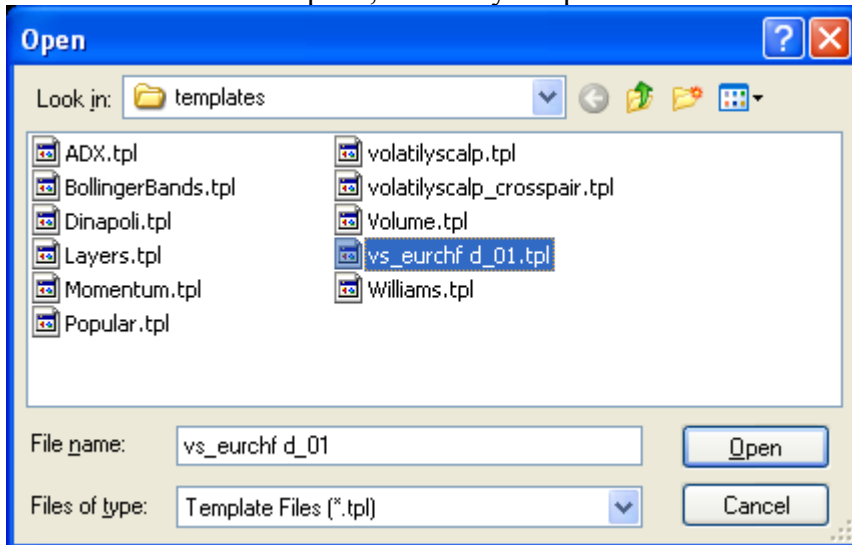 Open
Look in: templates
ADX.tpl
BollingerBands.tpl
Dinapoli.tpl
Layers.tpl
Momentum.tpl
Popular.tpl
volatilyscalp.tpl
volatilyscalp_crosspair.tpl
Volume.tpl
vs_eurchf d_01.tpl
Williams.tpl
File name: vs_eurchf d_01
Open
Files of type: Template Files (*.tpl)
Cancel